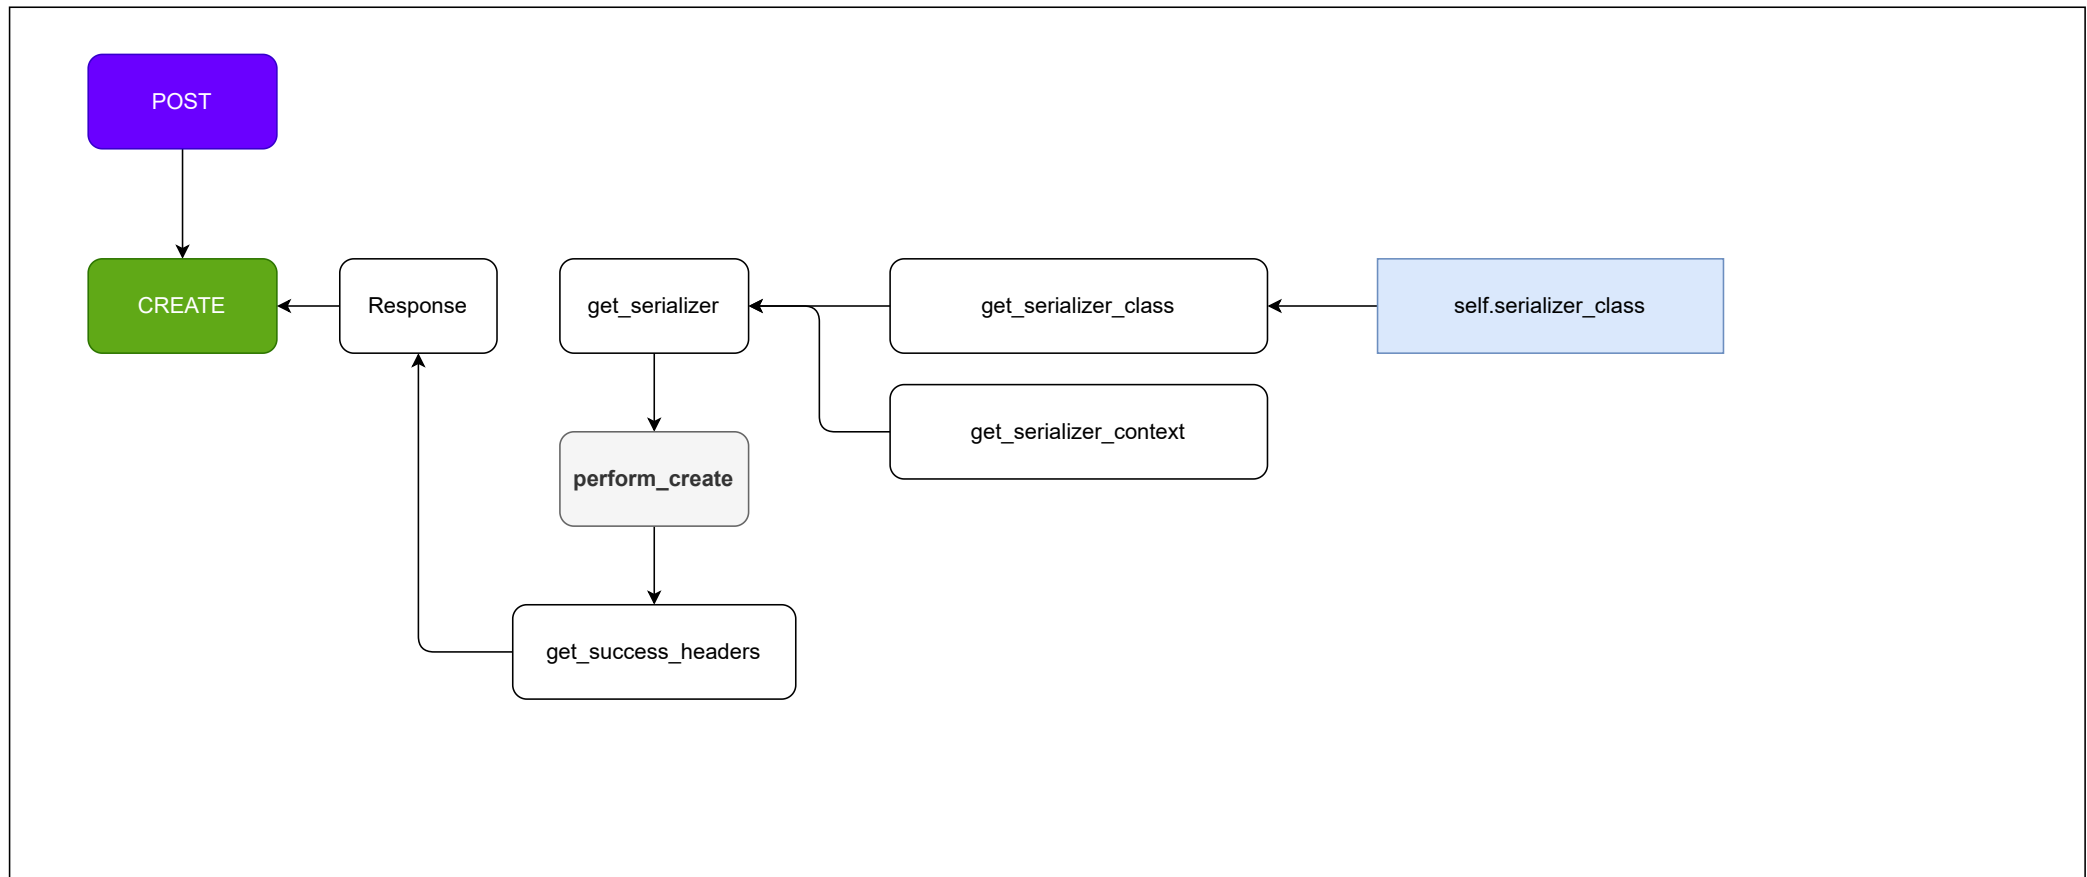 POST
CREATE
Response
get_serializer
get_serializer_class
self.serializer_class
get_serializer_context
perform_create
get_success_headers